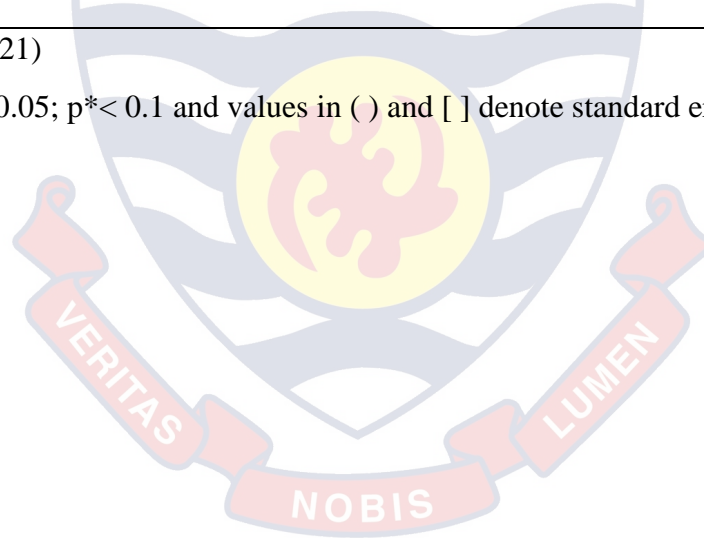 21)
0.05; p*< 0.1 and values in ( ) and [ ] denote standard
VERITAS
NOBIS
LUMEN